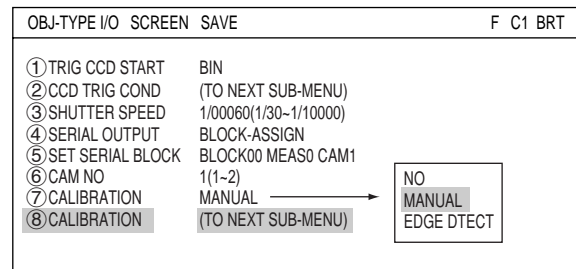 OBJ-TYPE I/O SCREEN SAVE F C1 BRT
①TRIG CCD START BIN
②CCD TRIG COND (TO NEXT SUB-MENU)
③SHUTTER SPEED 1/00060(1/30~1/10000)
④SERIAL OUTPUT BLOCK-ASSIGN
⑤SET SERIAL BLOCK BLOCK00 MEAS0 CAM1
⑥CAM NO 1(1~2)
⑦CALIBRATION MANUAL
⑧CALIBRATION (TO NEXT SUB-MENU)
NO
MANUAL
EDGE DTECT